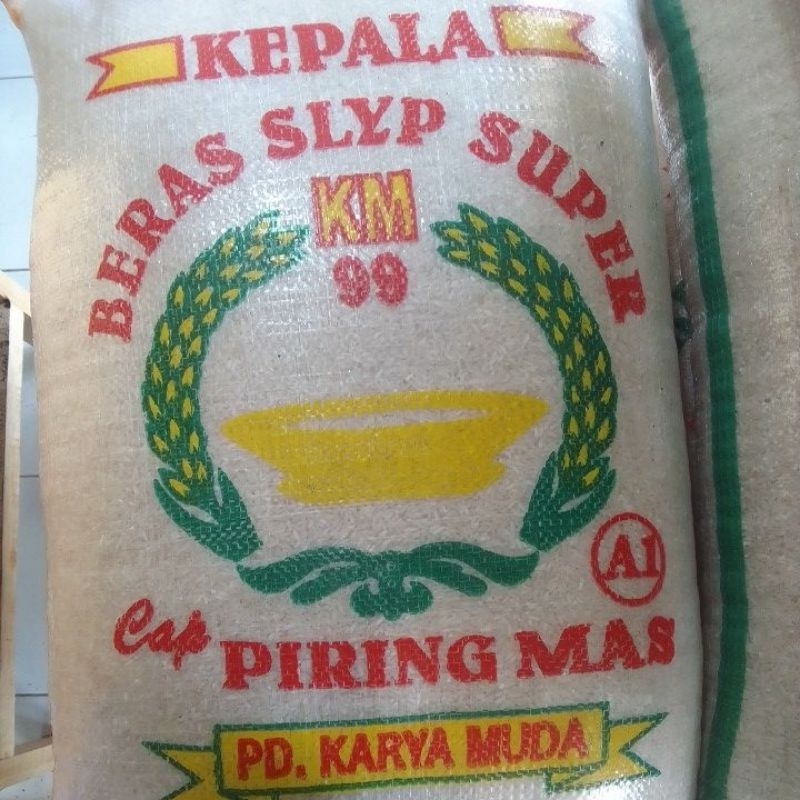 KEPALA
BERAS SLYP SUPER
KM
99
A1
Cap PIRING MAS
PD. KARYA MUDA